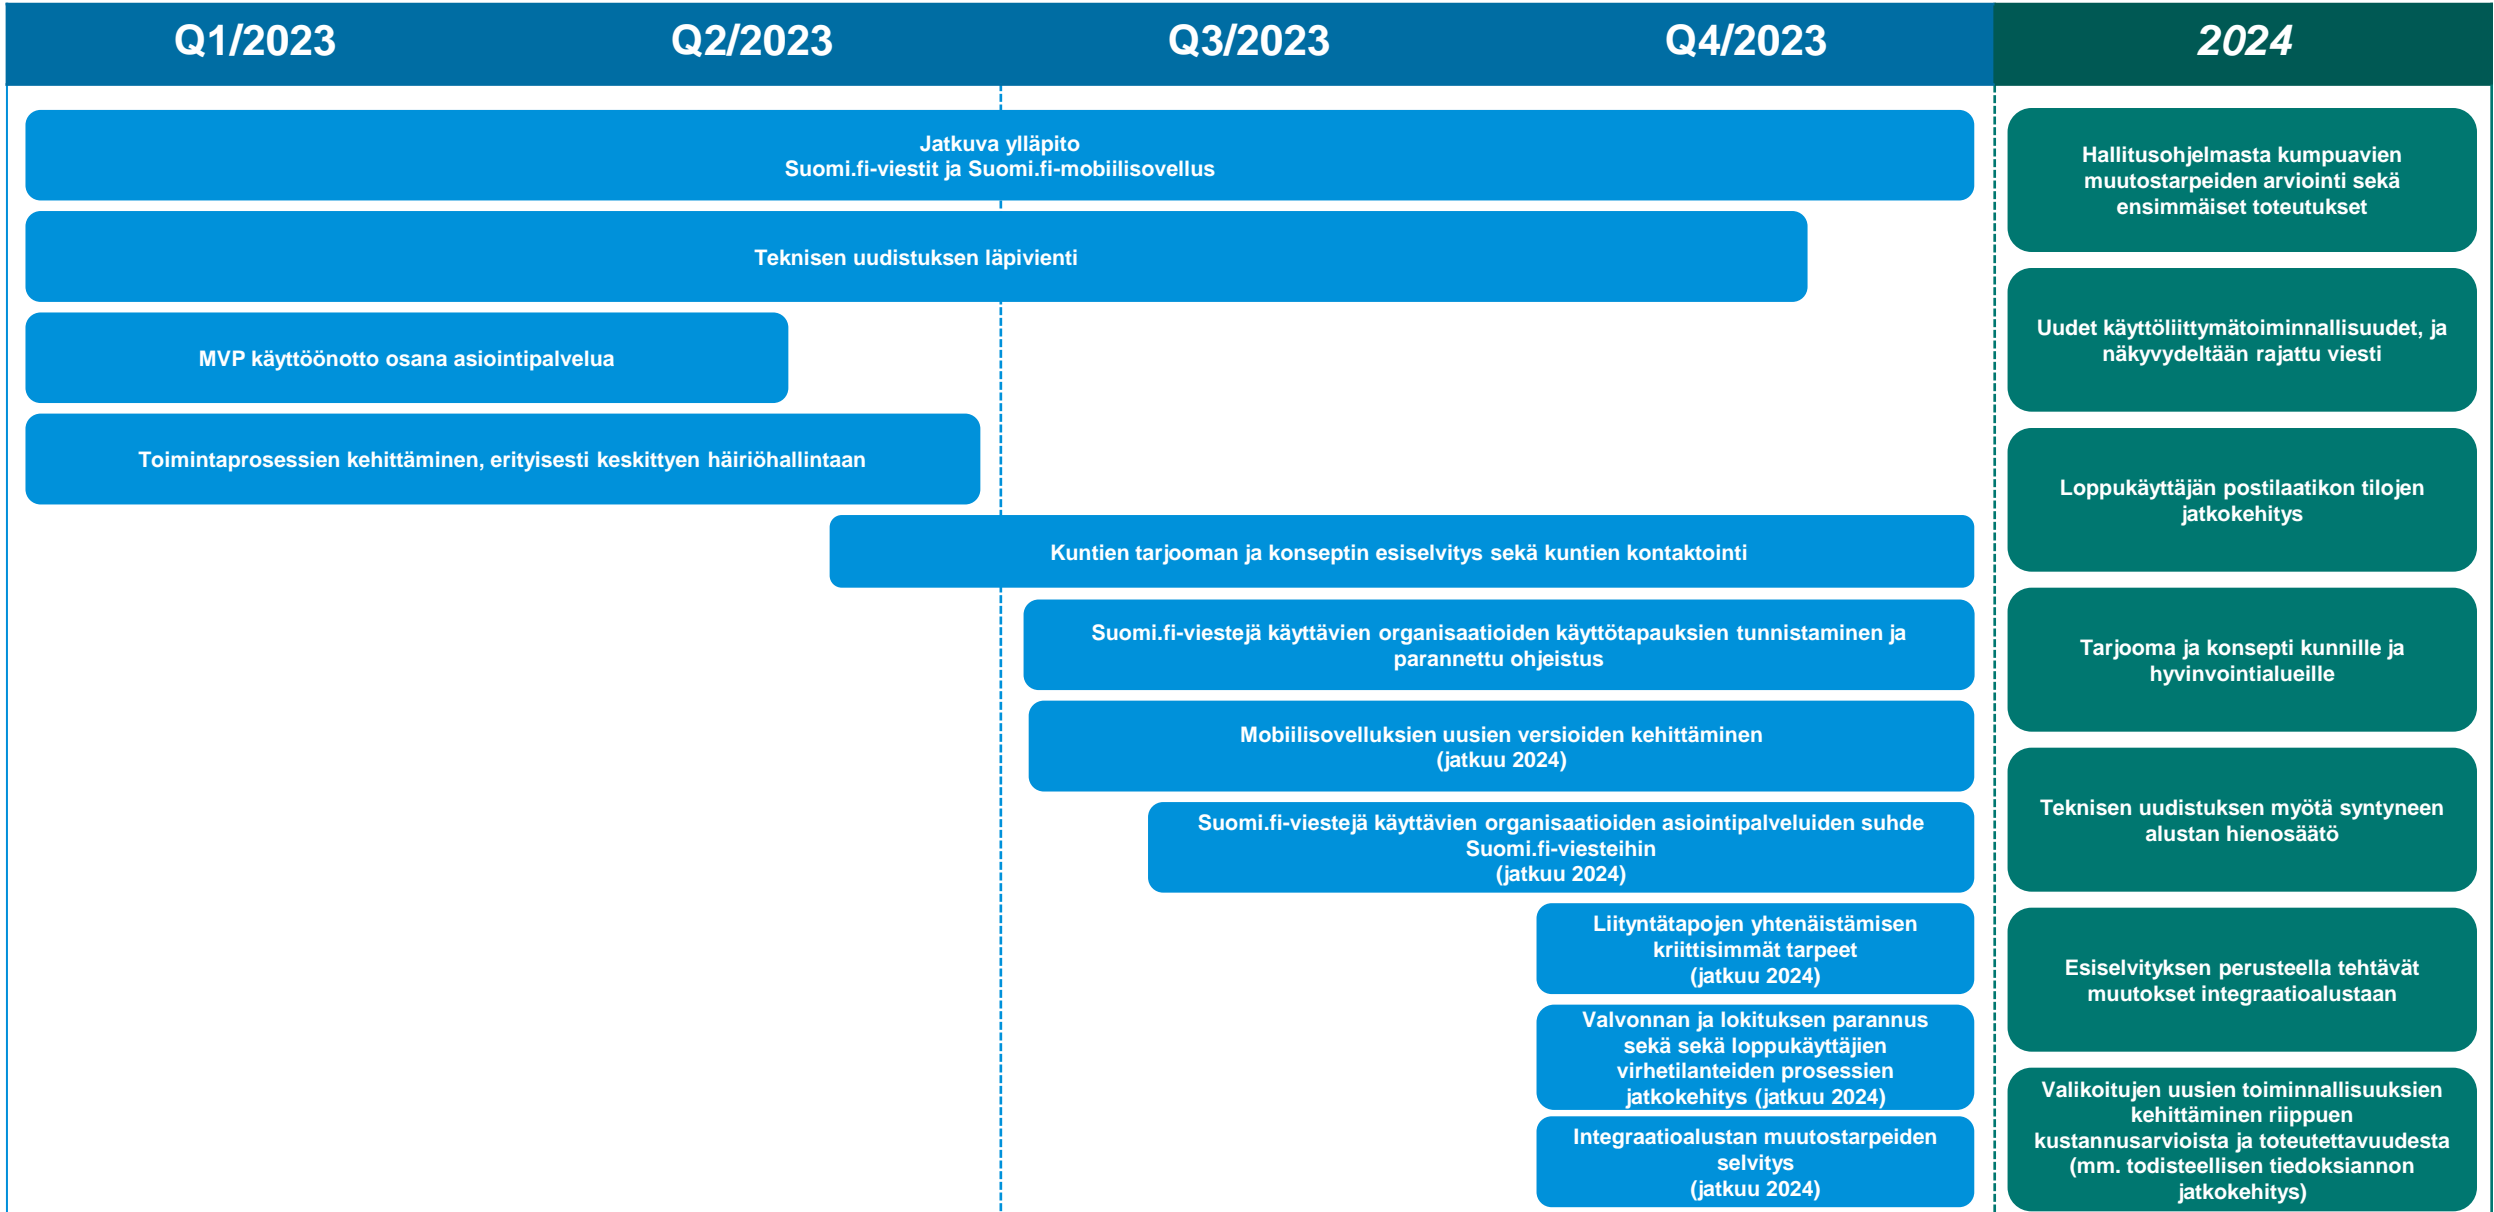 Q1/2023
Q2/2023
Q3/2023
Q4/2023
2024
Jatkuva ylläpito
Suomi.fi-viestit ja Suomi.fi-mobiilisovellus
Teknisen uudistuksen läpivienti
MVP käyttöönotto osana asiointipalvelua
Toimintaprosessien kehittäminen, erityisesti keskittyen häiriöhallintaan
Kuntien tarjooman ja konseptin esiselvitys sekä kuntien kontaktointi
Suomi.fi-viestejä käyttävien organisaatioiden käyttötapauksien tunnistaminen ja
parannettu ohjeistus
Mobiilisovelluksien uusien versioiden kehittäminen
(jatkuu 2024)
Suomi.fi-viestejä käyttävien organisaatioiden asiointipalveluiden suhde
Suomi.fi-viesteihin
(jatkuu 2024)
Liityntätapojen yhtenäistämisen
kriittisimmät tarpeet
(jatkuu 2024)
Valvonnan ja lokituksen parannus
sekä sekä loppukäyttäjien
virhetilanteiden prosessien
jatkokehitys (jatkuu 2024)
Integraatioalustan muutostarpeiden
selvitys
(jatkuu 2024)
Hallitusohjelmasta kumpuavien
muutostarpeiden arviointi sekä
ensimmäiset toteutukset
Uudet käyttöliittymätoiminnallisuudet, ja
näkyvydeltään rajattu viesti
Loppukäyttäjän postilaatikon tilojen
jatkokehitys
Tarjooma ja konsepti kunnille ja
hyvinvointialueille
Teknisen uudistuksen myötä syntyneen
alustan hienosäätö
Esiselvityksen perusteella tehtävät
muutokset integraatioalustaan
Valikoitujen uusien toiminnallisuuksien
kehittäminen riippuen
kustannusarvioista ja toteutettavuudesta
(mm. todisteellisen tiedoksiannon
jatkokehitys)